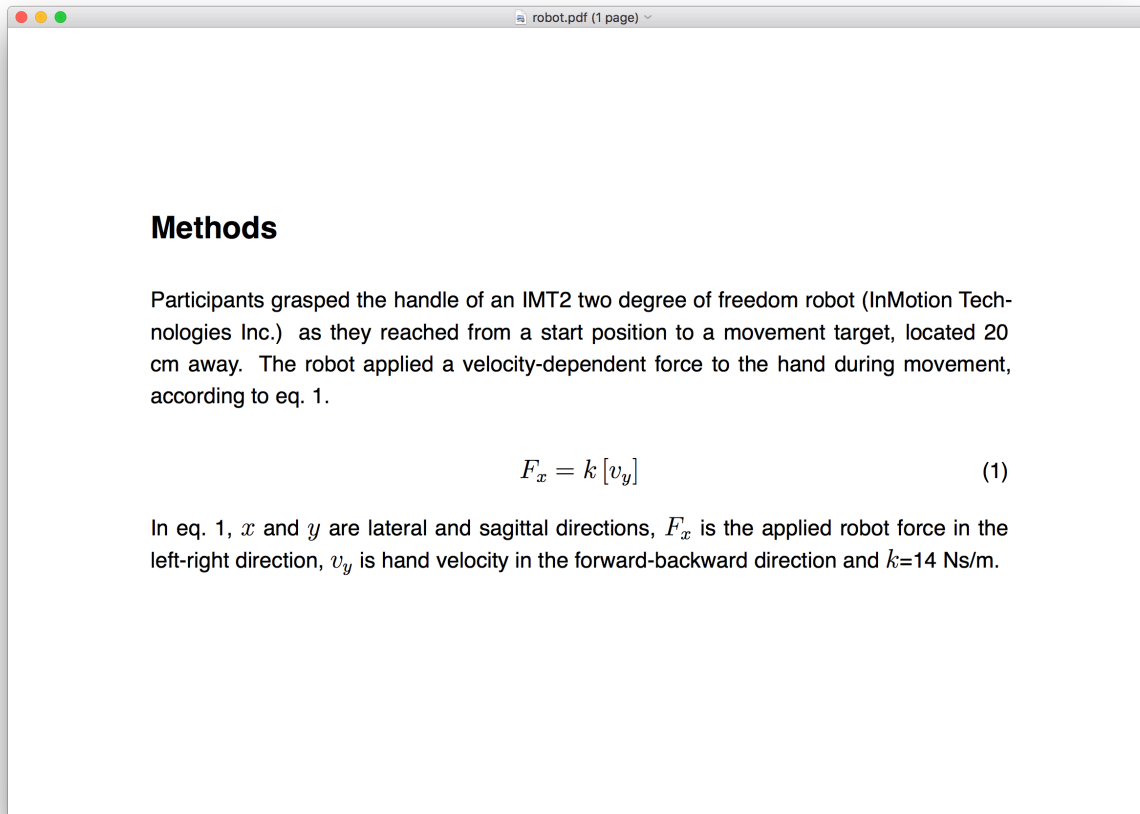 robot.pdf (1 page)
Methods
Participants grasped the handle of an IMT2 two degree of freedom robot (InMotion Tech-
nologies Inc.) as they reached from a start position to a movement target, located 20
cm away. The robot applied a velocity-dependent force to the hand during movement,
according to eq. 1.
F_x = k [v_y] (1)
In eq. 1, x and y are lateral and sagittal directions, F_x is the applied robot force in the
left-right direction, v_y is hand velocity in the forward-backward direction and k=14 Ns/m.